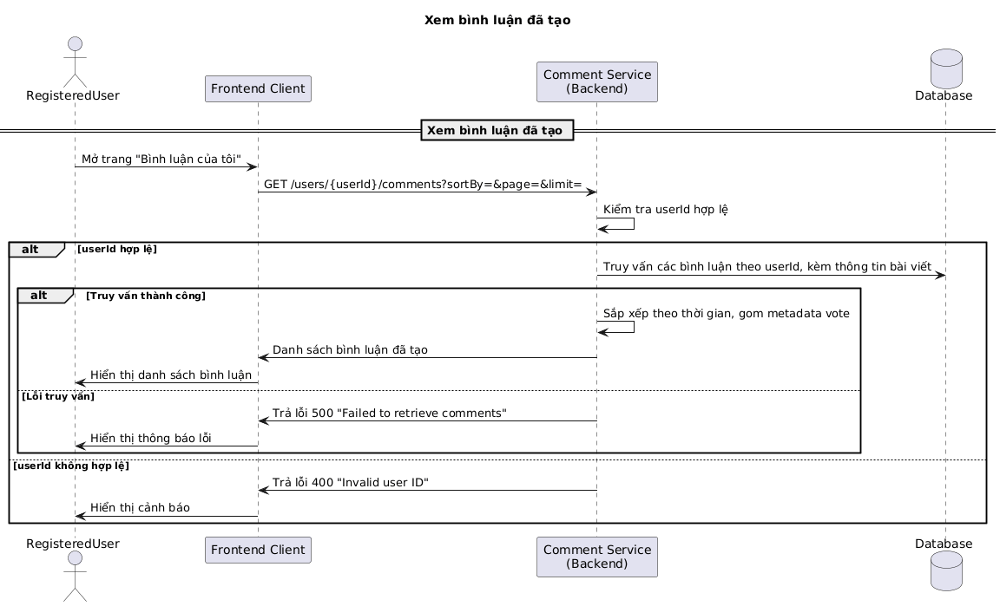 Xem bình luận đã tạo
RegisteredUser
Frontend Client
Comment Service
(Backend)
Database
Xem bình luận đã tạo
Mở trang "Bình luận của tôi"
GET /users/{userId}/comments?sortBy=&page=&limit=
Kiểm tra userId hợp lệ
alt
[userId hợp lệ]
Truy vấn các bình luận theo userId, kèm thông tin bài viết
alt
[Truy vấn thành công]
Sắp xếp theo thời gian, gom metadata vote
Danh sách bình luận đã tạo
Hiển thị danh sách bình luận
[Lỗi truy vấn]
Trả lỗi 500 "Failed to retrieve comments"
Hiển thị thông báo lỗi
[userId không hợp lệ]
Trả lỗi 400 "Invalid user ID"
Hiển thị cảnh báo
RegisteredUser
Frontend Client
Comment Service
(Backend)
Database